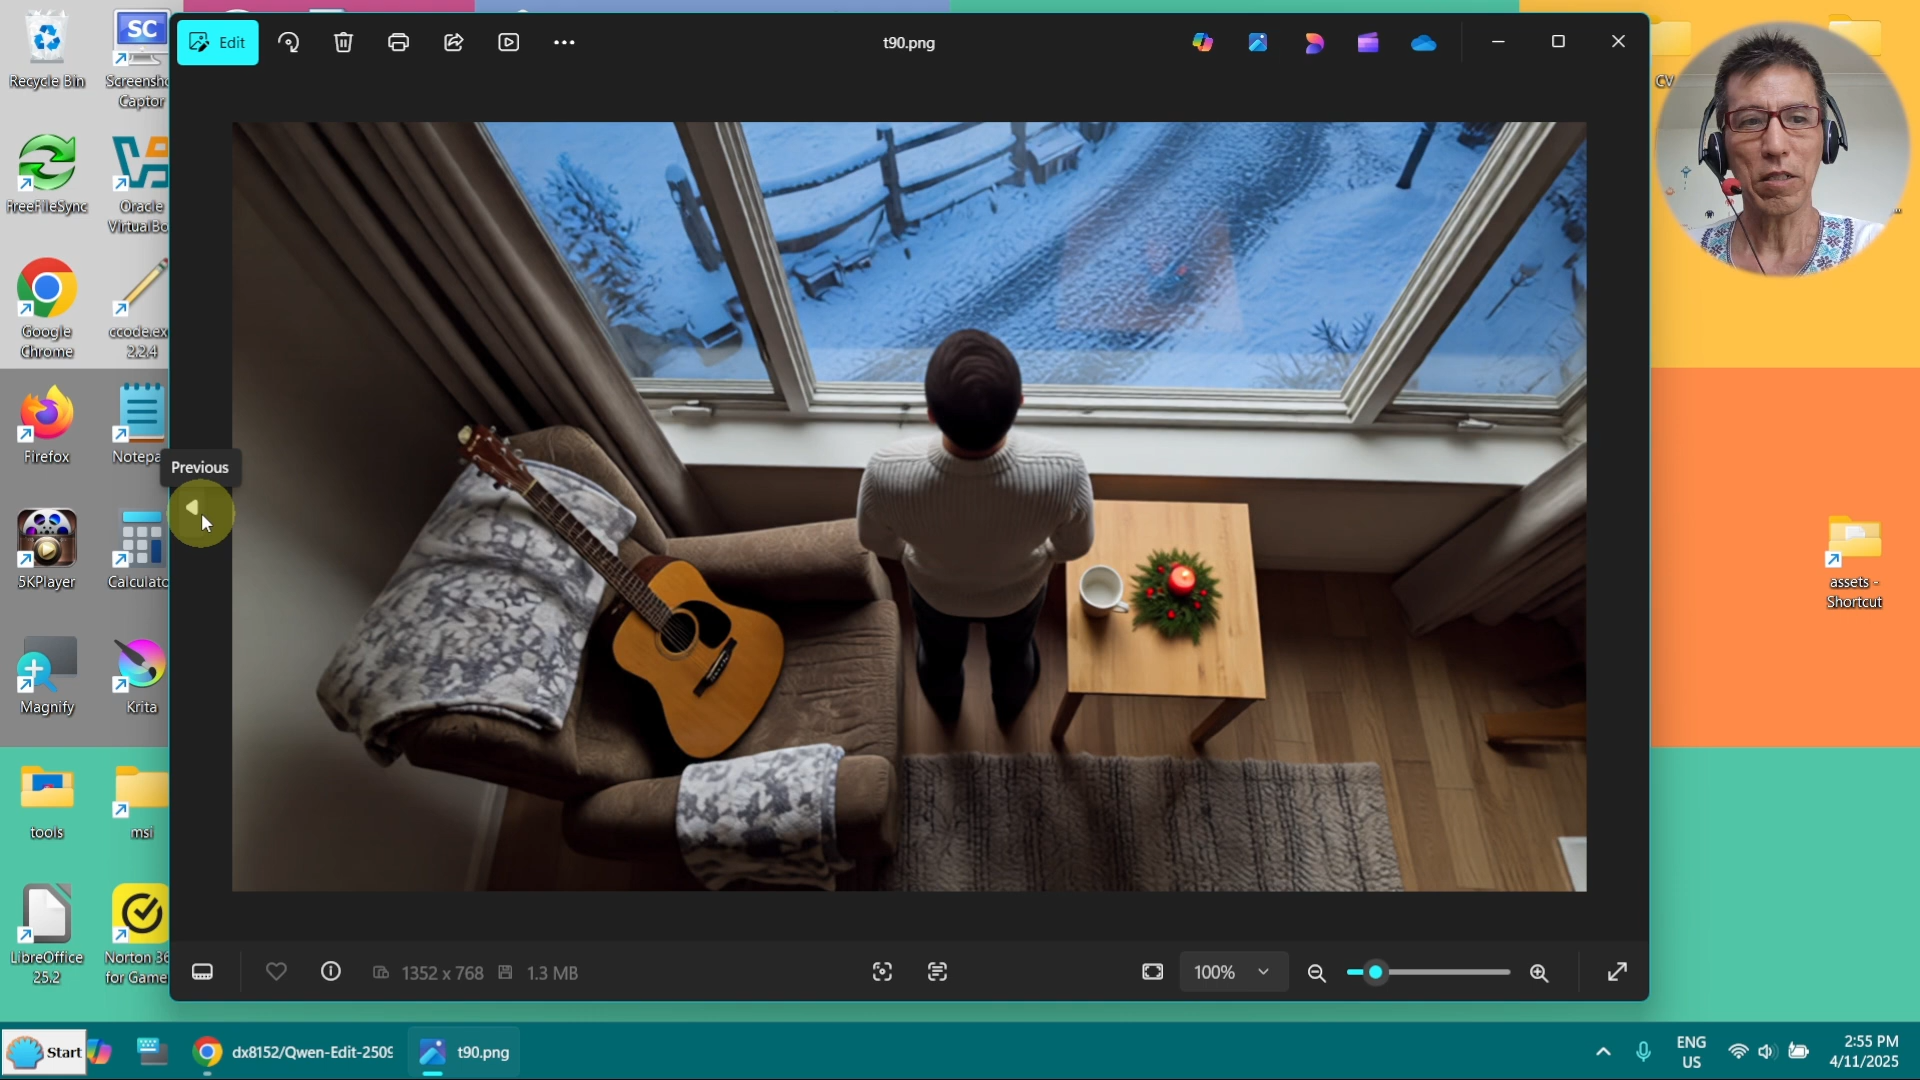 Edit
t90.png
SC
Recycle Bin
Screensho
Captor
CV
FreeFileSync
Oracle
VirtualBo
Google
Chrome
ccode.ex
2.2.4
Firefox
Notepa
Previous
5KPlayer
Calculato
assets -
Shortcut
Magnify
Krita
tools
msi
LibreOffice
25.2
Norton 36
for Game
1352 x 768
1.3 MB
100%
Start
dx8152/Qwen-Edit-2509
t90.png
ENG
US
2:55 PM
4/11/2025